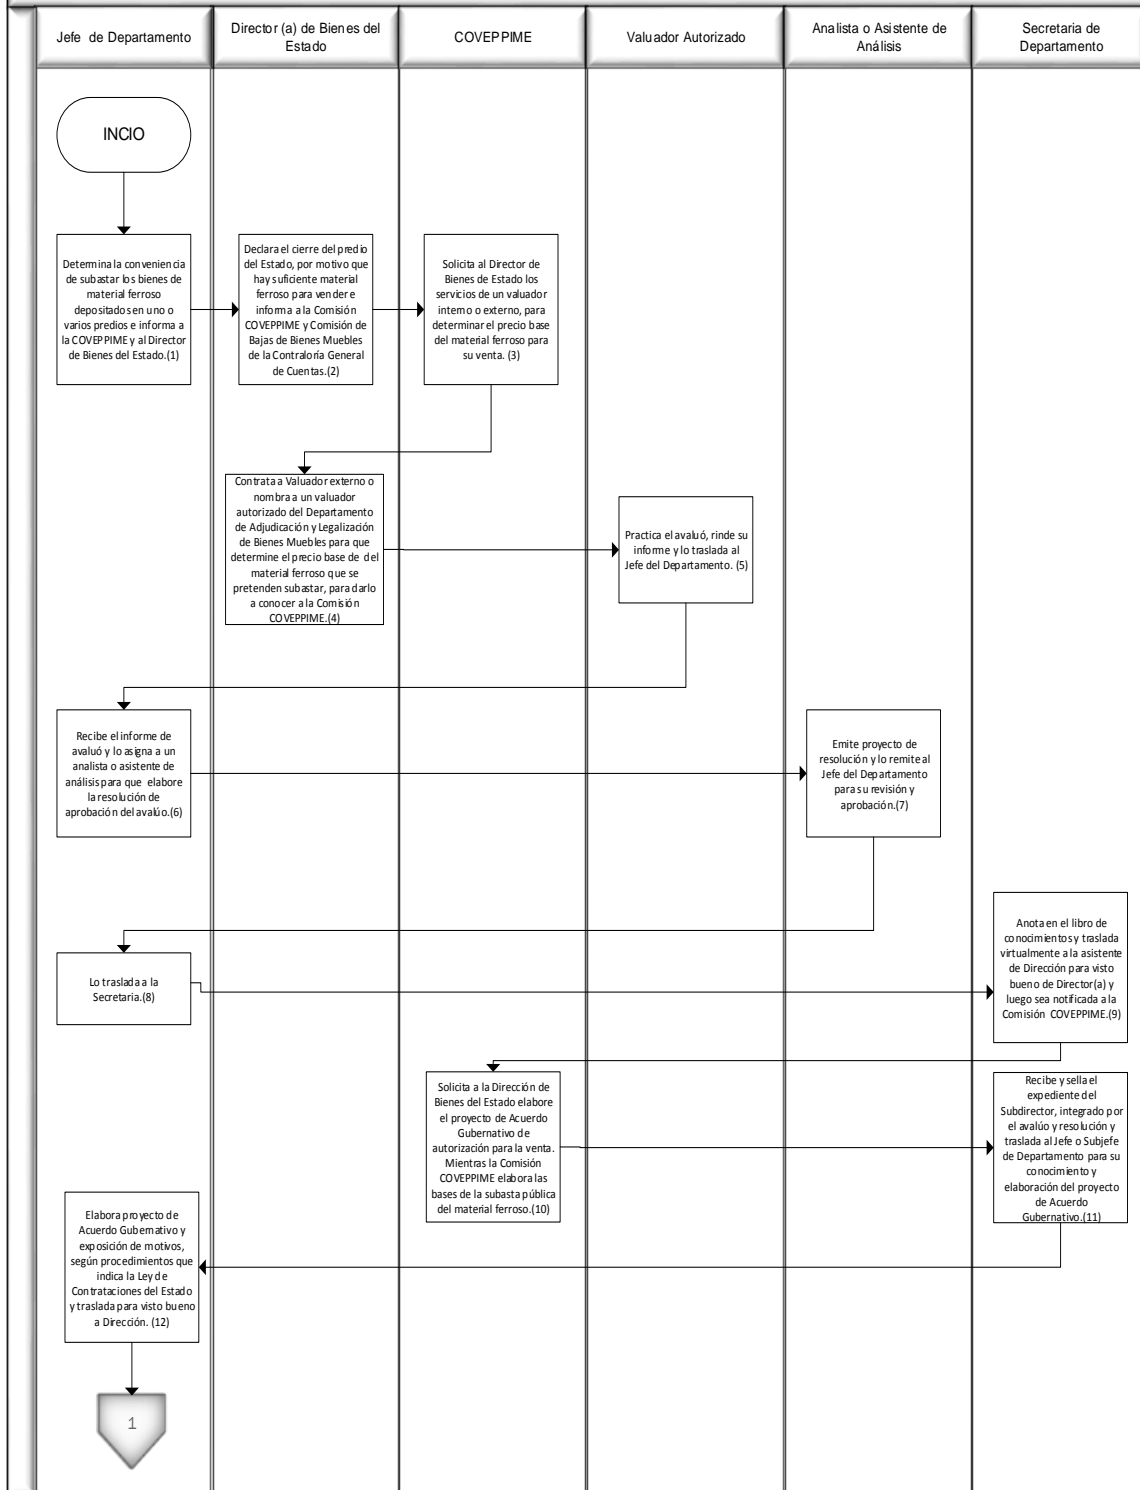 Jefe de Departamento
Director (a) de Bienes del
Estado
COVEPPIME
Valuador Autorizado
Analista o Asistente de
Análisis
Secretaria de
Departamento
INCIO
Determina la conveniencia
de subastar los bienes de
material ferroso
depositados en uno o
varios predios e informa a
la COVEPPIME y al Director
de Bienes del Estado.(1)
Declara el cierre del predio
del Estado, por motivo que
hay suficiente material
ferroso para vender e
informa a la Comisión
COVEPPIME y Comisión de
Bajas de Bienes Muebles
de la Contraloría General
de Cuentas.(2)
Solicita al Director de
Bienes de Estado los
servicios de un valuador
interno o externo, para
determinar el precio base
del material ferroso para
su venta. (3)
Contrata a Valuador externo o
nombra a un valuador
autorizado del Departamento
de Adjudicación y Legalización
de Bienes Muebles para que
determine el precio base de del
material ferroso que se
pretenden subastar, para darlo
a conocer a la Comisión
COVEPPIME.(4)
Practica el avaluó, rinde su
informe y lo traslada al
Jefe del Departamento. (5)
Recibe el informe de
avaluó y lo asigna a un
analista o asistente de
análisis para que elabore
la resolución de
aprobación del avalúo.(6)
Emite proyecto de
resolución y lo remite al
Jefe del Departamento
para su revisión y
aprobación.(7)
Lo traslada a la
Secretaria.(8)
Anota en el libro de
conocimientos y traslada
virtualmente a la asistente
de Dirección para visto
bueno de Director(a) y
luego sea notificada a la
Comisión COVEPPIME.(9)
Solicita a la Dirección de
Bienes del Estado elabore
el proyecto de Acuerdo
Gubernativo de
autorización para la venta.
Mientras la Comisión
COVEPPIME elabora las
bases de la subasta pública
del material ferroso.(10)
Recibe y sella el
expediente del
Subdirector, integrado por
el avalúo y resolución y
traslada al Jefe o Subjefe
de Departamento para su
conocimiento y
elaboración del proyecto
de Acuerdo
Gubernativo.(11)
Elabora proyecto de
Acuerdo Gubernativo y
exposición de motivos,
según procedimientos que
indica la Ley de
Contrataciones del Estado
y traslada para visto bueno
a Dirección. (12)
1